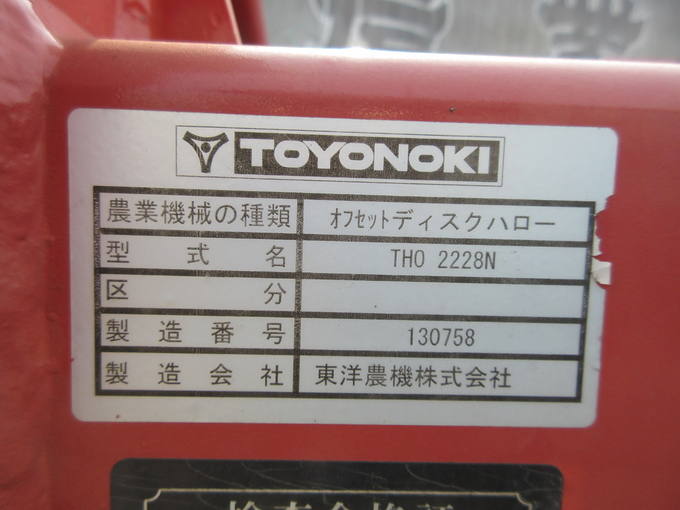 TOYONOKI
農業機械の種類 オフセットディスクハロー
型式名 THO 2228N
区分
製造番号 130758
製造会社 東洋農機株式会社